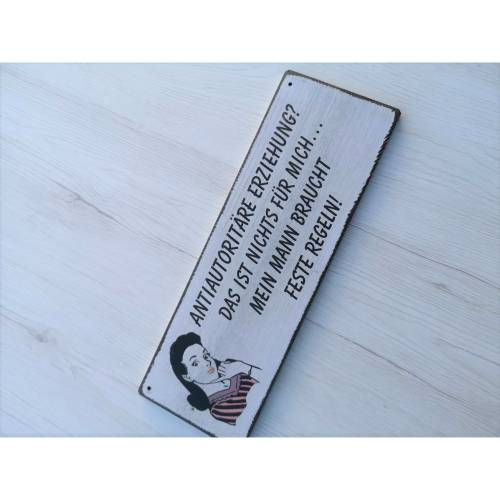 ANTIAUTORITÄRE ERZIEHUNG?
DAS IST NICHTS FÜR MICH...
MEIN MANN BRAUCHT
FESTE REGELN!